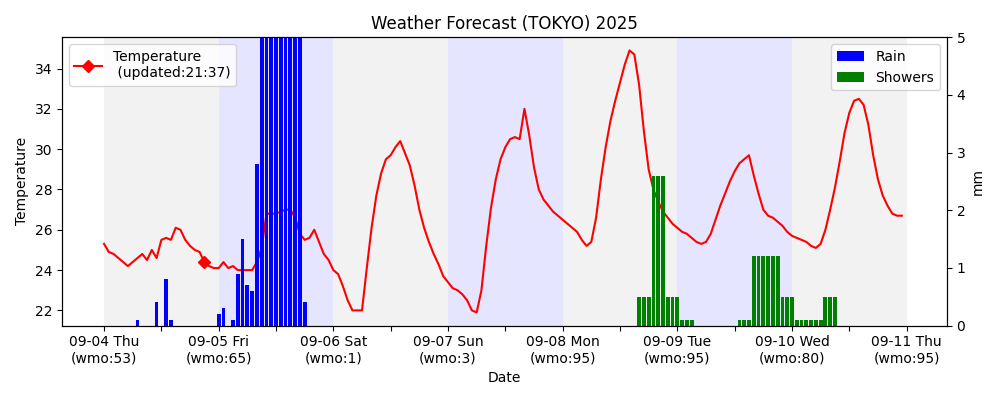 Weather Forecast (TOKYO) 2025
Temperature
(updated:21:37)
Rain
Showers
34
32
30
28
26
24
22
Temperature
5
4
3
2
1
0
mm
09-04 Thu
(wmo:53)
09-05 Fri
(wmo:65)
09-06 Sat
(wmo:1)
09-07 Sun
(wmo:3)
09-08 Mon
(wmo:95)
09-09 Tue
(wmo:95)
09-10 Wed
(wmo:80)
09-11 Thu
(wmo:95)
Date